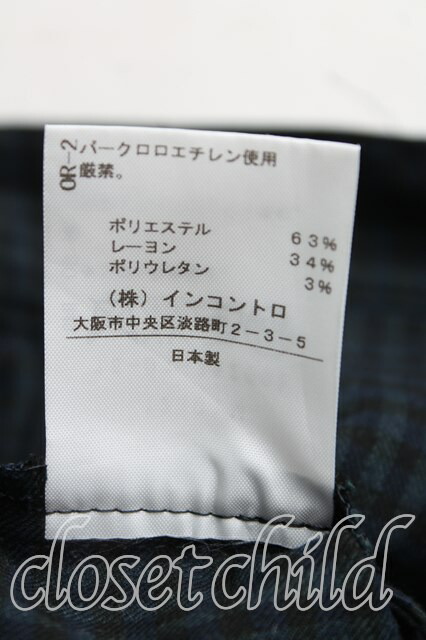 OR-2
パークロロエチレン使用
厳禁。
ポリエステル 63%
レーヨン 34%
ポリウレタン 3%
(株)インコントロ
大阪市中央区淡路町2-3-5
日本製
closet child